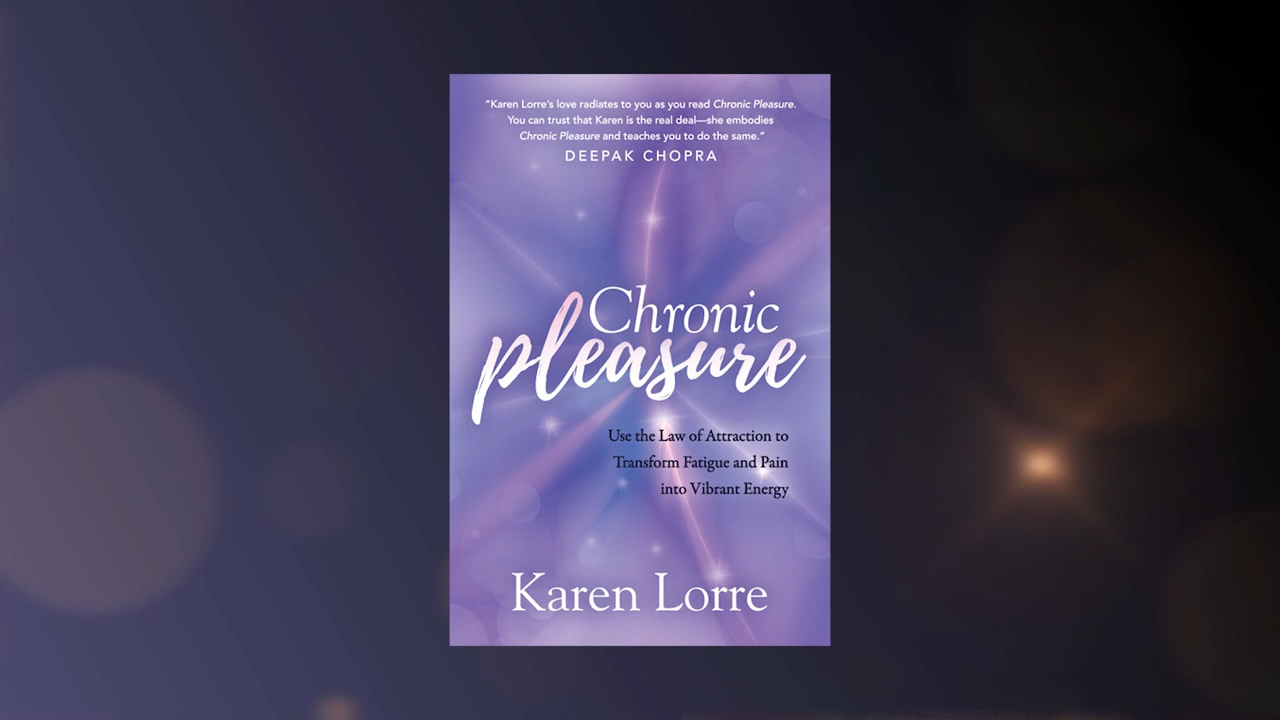 “Karen Lorre’s love radiates to you as you read Chronic Pleasure.
You can trust that Karen is the real deal—she embodies
Chronic Pleasure and teaches you to do the same.”
DEEPAK CHOPRA
Chronic
pleasure
Use the Law of Attraction to
Transform Fatigue and Pain
into Vibrant Energy
Karen Lorre